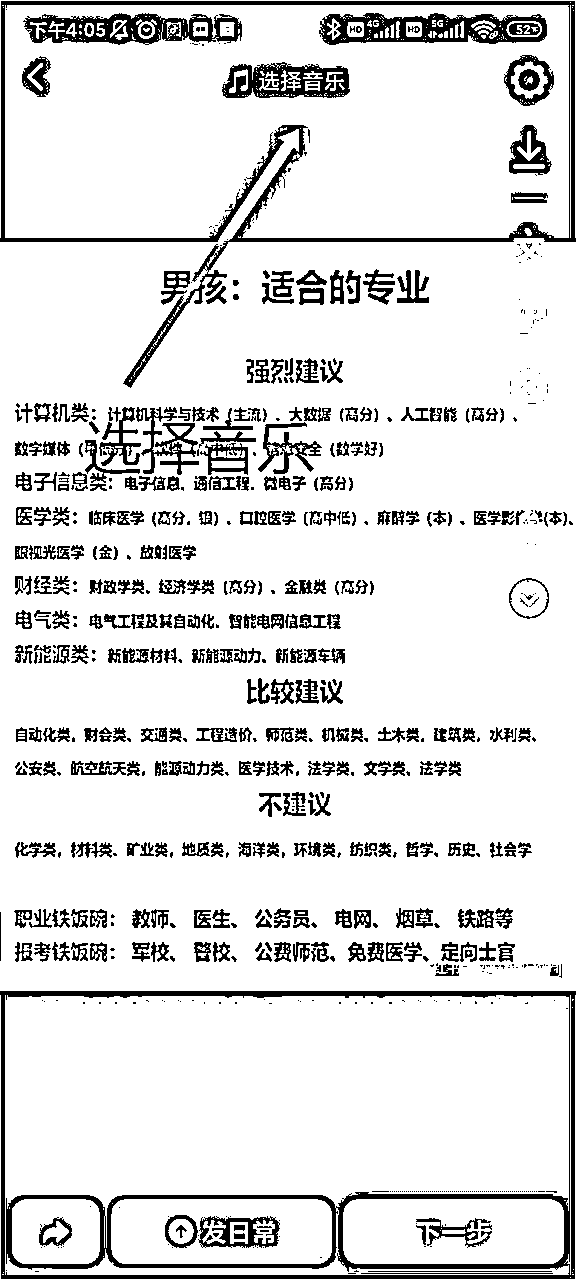 下午4:05
52
选择音乐
男孩：适合的专业
强烈建议
计算机类：计算机科学与技术（主流）、大数据（高分）、人工智能（高分）、
数字媒体（中低分）、软件（高中低）、信息安全（数学好）
选择音乐
电子信息类：电子信息、通信工程、微电子（高分）
医学类：临床医学（高分，银）、口腔医学（高中低）、麻醉学（本）、医学影像学(本)、
眼视光医学（金）、放射医学
财经类：财政学类、经济学类（高分）、金融类（高分）
电气类：电气工程及其自动化、智能电网信息工程
新能源类：新能源材料、新能源动力、新能源车辆
比较建议
自动化类，财会类、交通类、工程造价、师范类、机械类、土木类，建筑类，水利类、
公安类、航空航天类，能源动力类、医学技术，法学类、文学类、法学类
不建议
化学类，材料类、矿业类，地质类，海洋类，环境类，纺织类，哲学、历史、社会学
职业铁饭碗： 教师、 医生、 公务员、 电网、 烟草、 铁路等
报考铁饭碗： 军校、 警校、 公费师范、免费医学、定向士官
发日常
下一步